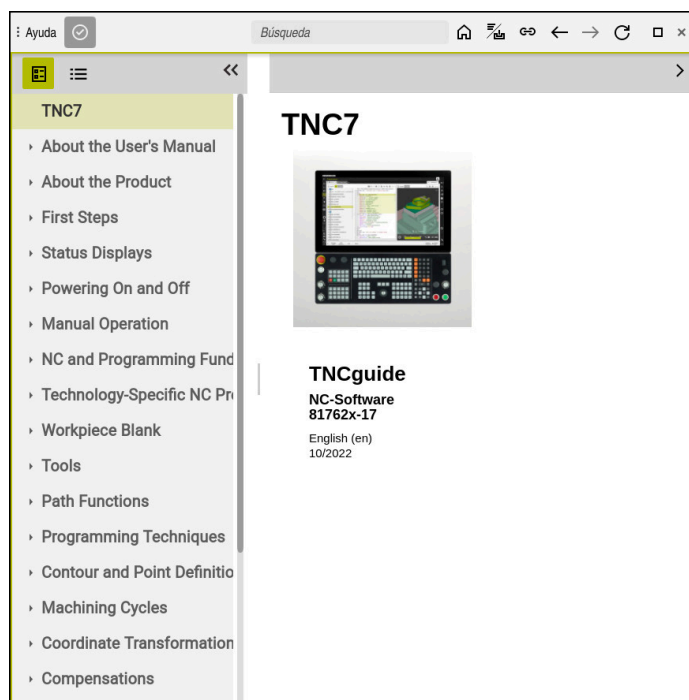 Ayuda
Búsqueda
TNC7
About the User's Manual
About the Product
First Steps
Status Displays
Powering On and Off
Manual Operation
NC and Programming Fund
Technology-Specific NC Pr
Workpiece Blank
Tools
Path Functions
Programming Techniques
Contour and Point Definitio
Machining Cycles
Coordinate Transformation
Compensations
TNC7
TNCguide
NC-Software
81762x-17
English (en)
10/2022